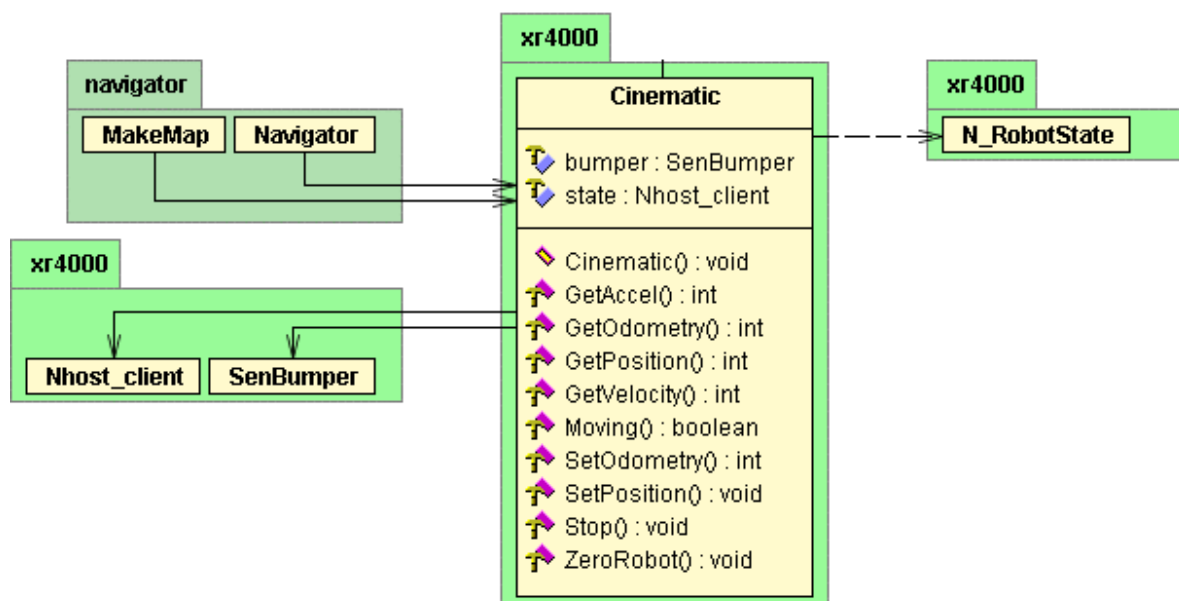 navigator
MakeMap
Navigator
xr4000
Nhost_client
SenBumper
xr4000
Cinematic
bumper : SenBumper
state : Nhost_client
Cinematic() : void
GetAccel() : int
GetOdometry() : int
GetPosition() : int
GetVelocity() : int
Moving() : boolean
SetOdometry() : int
SetPosition() : void
Stop() : void
ZeroRobot() : void
xr4000
N_RobotState